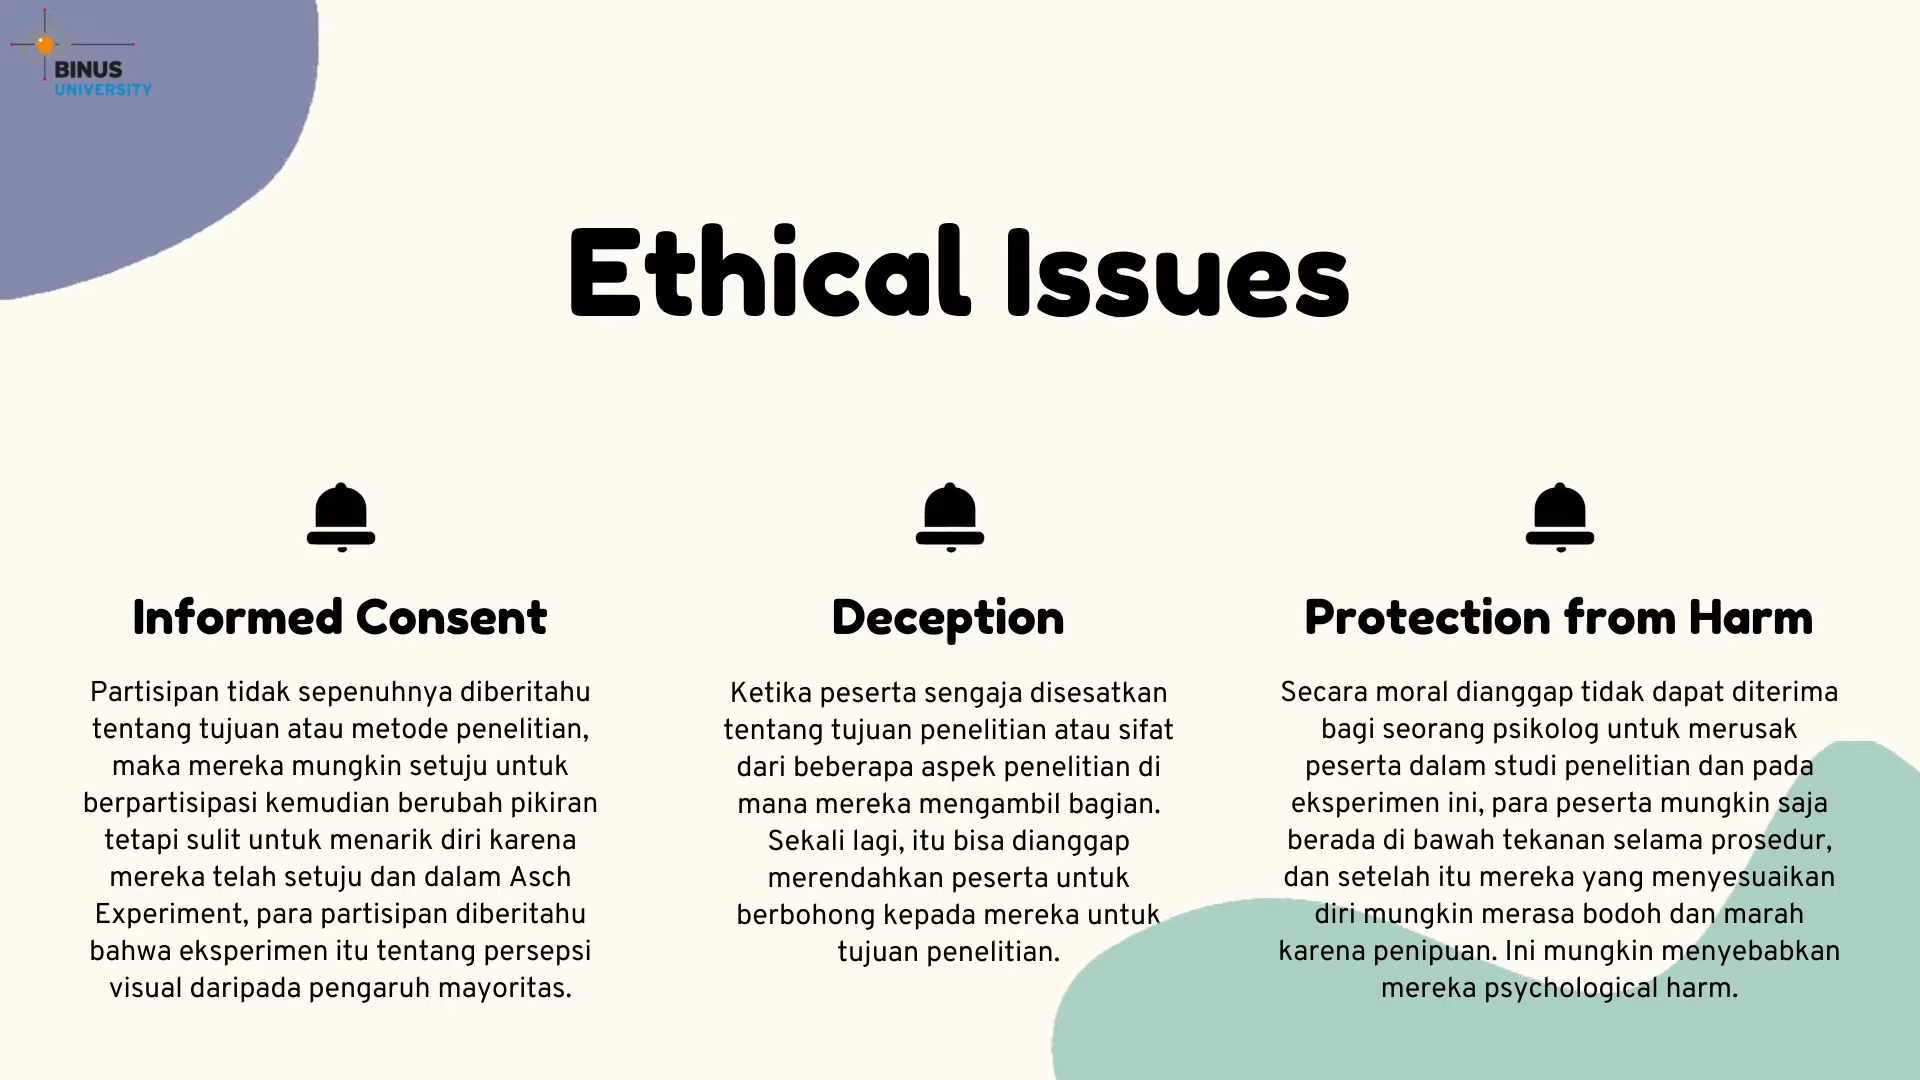 BINUS
UNIVERSITY
Ethical Issues
Informed Consent
Partisipan tidak sepenuhnya diberitahu
tentang tujuan atau metode penelitian,
maka mereka mungkin setuju untuk
berpartisipasi kemudian berubah pikiran
tetapi sulit untuk menarik diri karena
mereka telah setuju dan dalam Asch
Experiment, para partisipan diberitahu
bahwa eksperimen itu tentang persepsi
visual daripada pengaruh mayoritas.
Deception
Ketika peserta sengaja disesatkan
tentang tujuan penelitian atau sifat
dari beberapa aspek penelitian di
mana mereka mengambil bagian.
Sekali lagi, itu bisa dianggap
merendahkan peserta untuk
berbohong kepada mereka untuk
tujuan penelitian.
Protection from Harm
Secara moral dianggap tidak dapat diterima
bagi seorang psikolog untuk merusak
peserta dalam studi penelitian dan pada
eksperimen ini, para peserta mungkin saja
berada di bawah tekanan selama prosedur,
dan setelah itu mereka yang menyesuaikan
diri mungkin merasa bodoh dan marah
karena penipuan. Ini mungkin menyebabkan
mereka psychological harm.